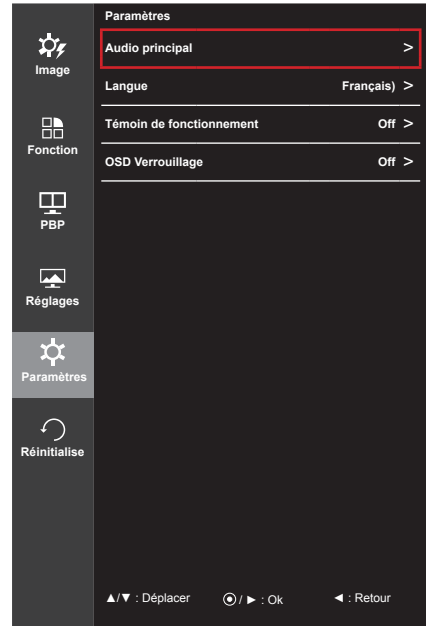 Paramètres
Audio principal >
Langue Français) >
Témoin de fonctionnement Off >
OSD Verrouillage Off >
Image
Fonction
PBP
Réglages
Paramètres
Réinitialise
▲/▼ : Déplacer ⦿ / ► : Ok ◄ : Retour